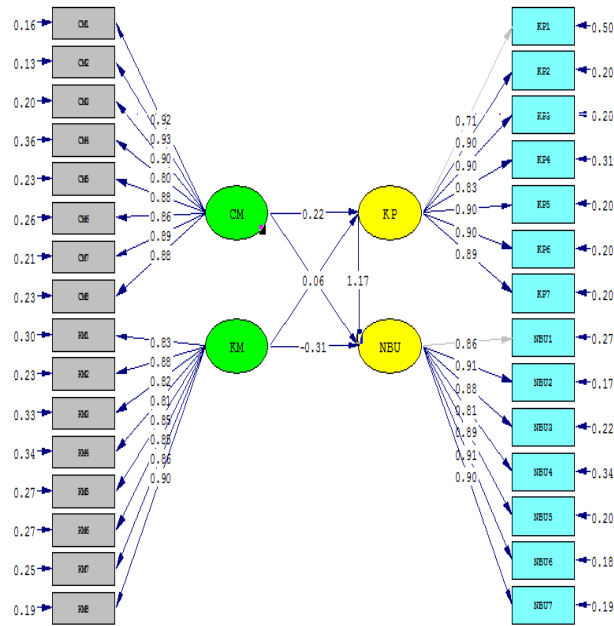 0.16 CM1
0.13 CM2
0.20 CM3
0.36 CM4
0.23 CM5
0.26 CM6
0.21 CM7
0.23 CM8
0.30 KM1
0.23 KM2
0.33 KM3
0.34 KM4
0.27 KM5
0.27 KM6
0.25 KM7
0.19 KM8
0.92
0.93
0.90
0.80
0.88
0.86
0.89
0.88
0.83
0.88
0.82
0.81
0.85
0.86
0.90
CM
KM
0.22
0.06
1.17
-0.31
KP
NBU
0.71
0.90
0.90
0.83
0.90
0.90
0.89
0.86
0.91
0.88
0.81
0.89
0.91
0.90
KP1 0.50
KP2 0.20
KP3 0.20
KP4 0.31
KP5 0.20
KP6 0.20
KP7 0.20
NBU1 0.27
NBU2 0.17
NBU3 0.22
NBU4 0.34
NBU5 0.20
NBU6 0.18
NBU7 0.19